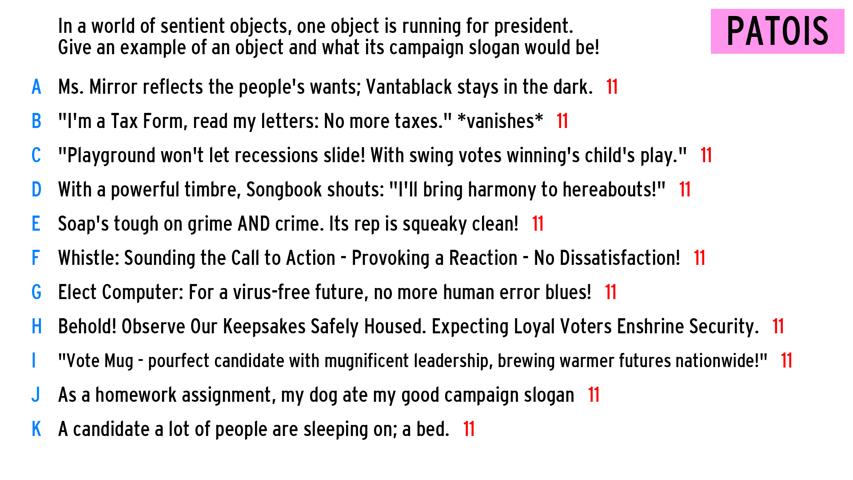 In a world of sentient objects, one object is running for president.
Give an example of an object and what its campaign slogan would be!
PATOIS
A Ms. Mirror reflects the people's wants; Vantablack stays in the dark. 11
B "I'm a Tax Form, read my letters: No more taxes." *vanishes* 11
C "Playground won't let recessions slide! With swing votes winning's child's play." 11
D With a powerful timbre, Songbook shouts: "I'll bring harmony to hereabouts!" 11
E Soap's tough on grime AND crime. Its rep is squeaky clean! 11
F Whistle: Sounding the Call to Action - Provoking a Reaction - No Dissatisfaction! 11
G Elect Computer: For a virus-free future, no more human error blues! 11
H Behold! Observe Our Keepsakes Safely Housed. Expecting Loyal Voters Enshrine Security. 11
I "Vote Mug - pourfect candidate with mugnificent leadership, brewing warmer futures nationwide!" 11
J As a homework assignment, my dog ate my good campaign slogan 11
K A candidate a lot of people are sleeping on; a bed. 11